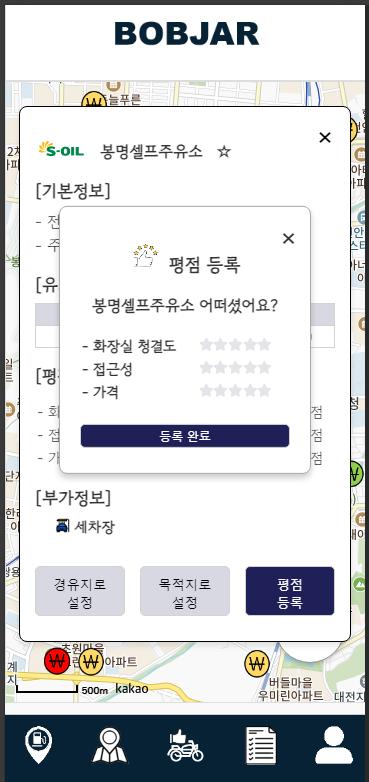 BOBJAR
늘푸른
아파트
S-OIL 봉명셀프주유소 ☆ ✕
[기본정보]
- 전
- 주
✕
평점 등록
봉명셀프주유소 어떠셨어요?
- 화장실 청결도
- 접근성
- 가격
등록 완료
[유
[평
- 화 점
- 접 점
- 가 점
[부가정보]
세차장
경유지로
설정
목적지로
설정
평점
등록
초원마을
아파트
버들마을
우미린아파트
대전지
500m kakao